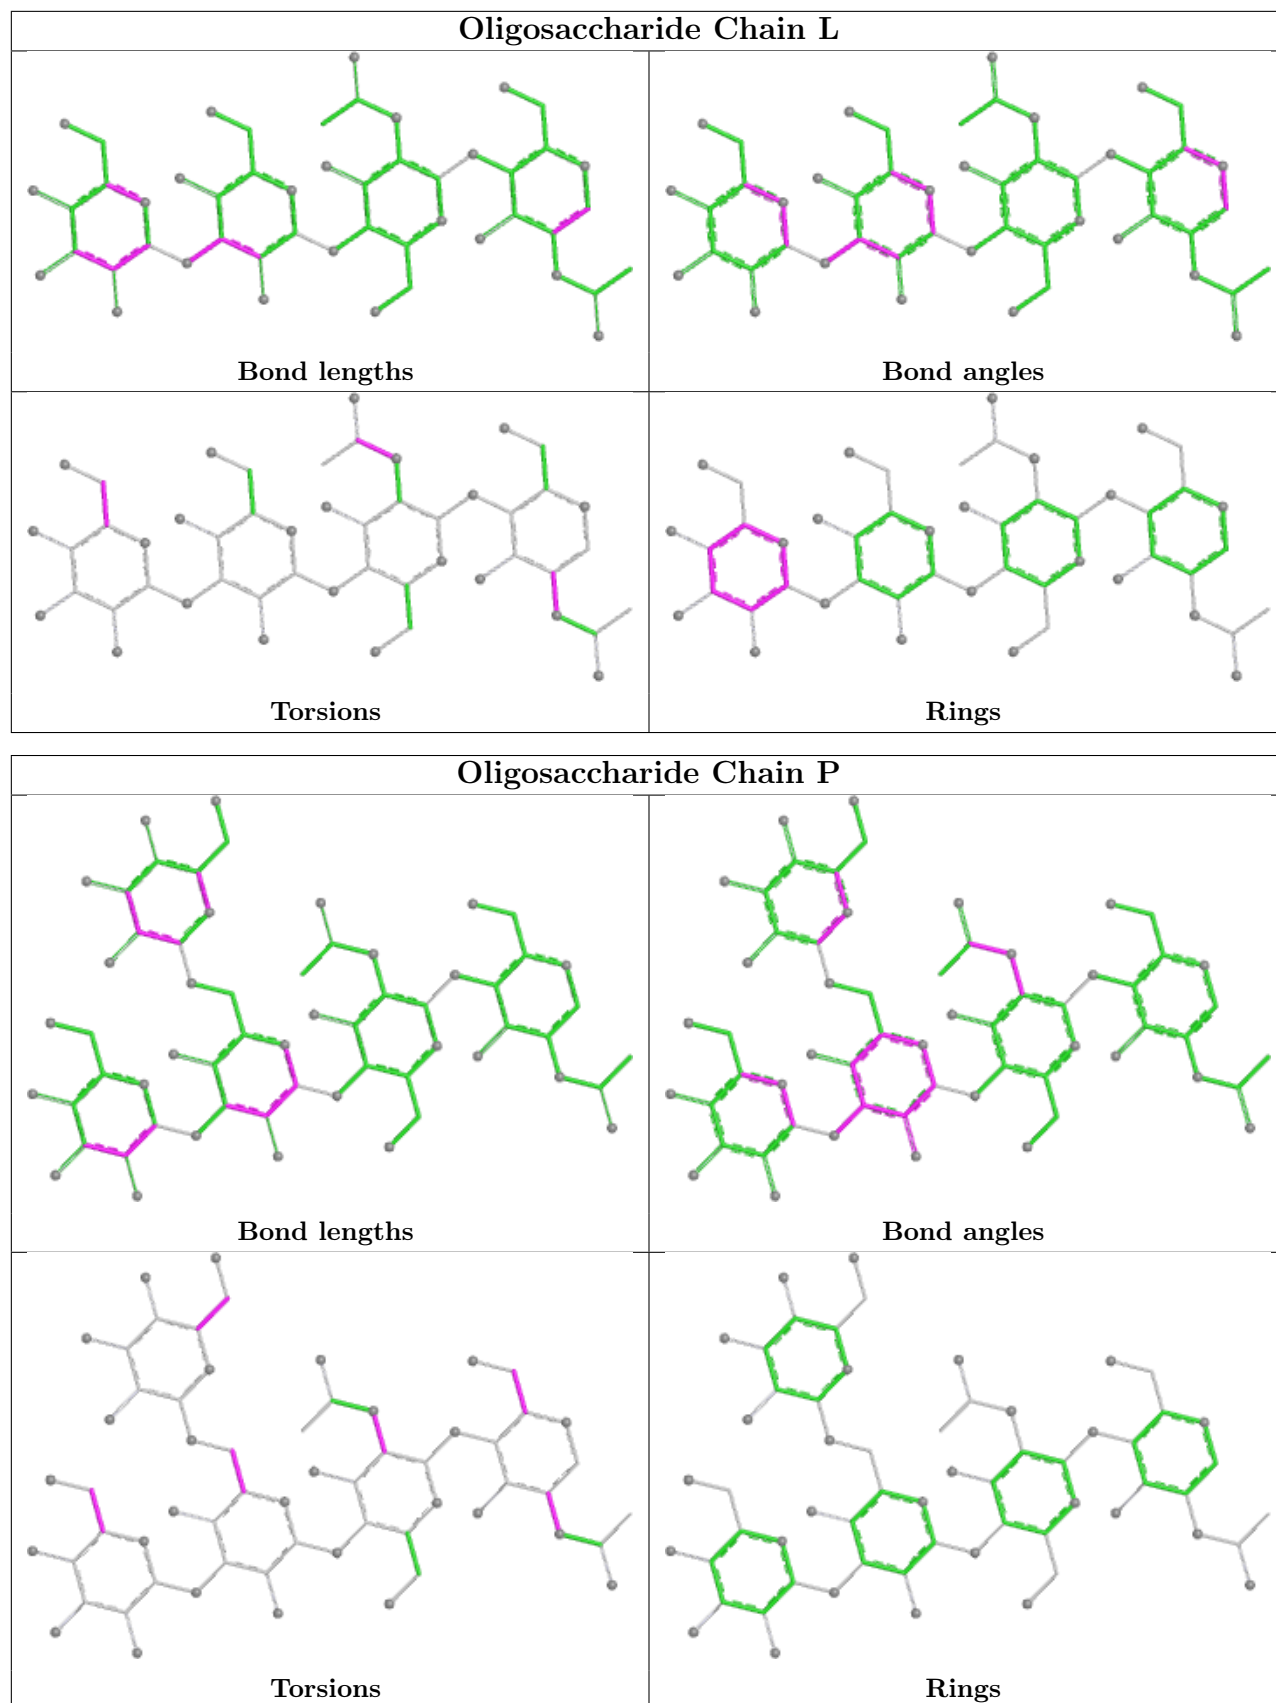 Oligosaccharide Chain L
Bond lengths
Bond angles
Torsions
Rings
Oligosaccharide Chain P
Bond lengths
Bond angles
Torsions
Rings